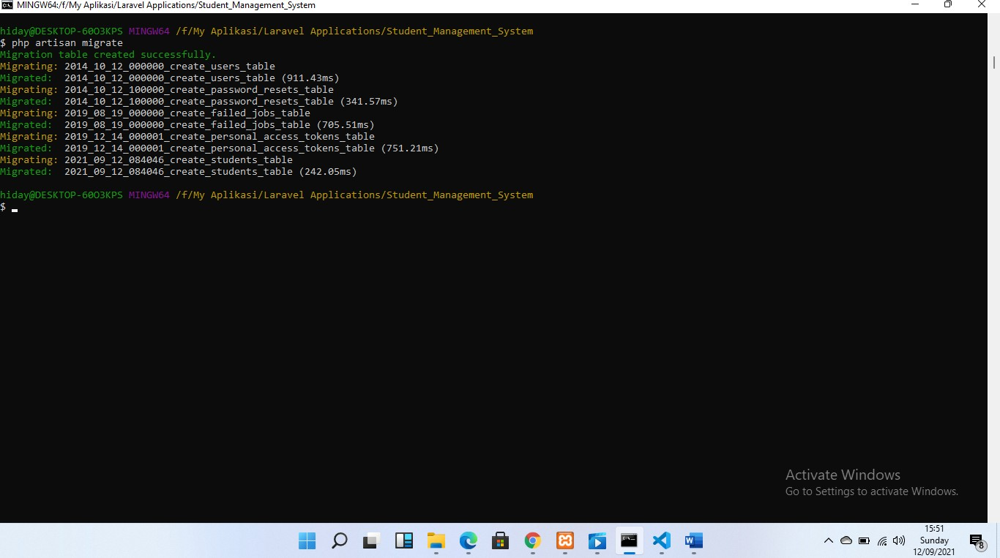 MINGW64:/f/My Aplikasi/Laravel Applications/Student_Management_System
hiday@DESKTOP-60O3KPS MINGW64 /f/My Aplikasi/Laravel Applications/Student_Management_System
$ php artisan migrate
Migration table created successfully.
Migrating: 2014_10_12_000000_create_users_table
Migrated:  2014_10_12_000000_create_users_table (911.43ms)
Migrating: 2014_10_12_100000_create_password_resets_table
Migrated:  2014_10_12_100000_create_password_resets_table (341.57ms)
Migrating: 2019_08_19_000000_create_failed_jobs_table
Migrated:  2019_08_19_000000_create_failed_jobs_table (705.51ms)
Migrating: 2019_12_14_000001_create_personal_access_tokens_table
Migrated:  2019_12_14_000001_create_personal_access_tokens_table (751.21ms)
Migrating: 2021_09_12_084046_create_students_table
Migrated:  2021_09_12_084046_create_students_table (242.05ms)
hiday@DESKTOP-60O3KPS MINGW64 /f/My Aplikasi/Laravel Applications/Student_Management_System
$
Activate Windows
Go to Settings to activate Windows.
15:51
Sunday
12/09/2021
8